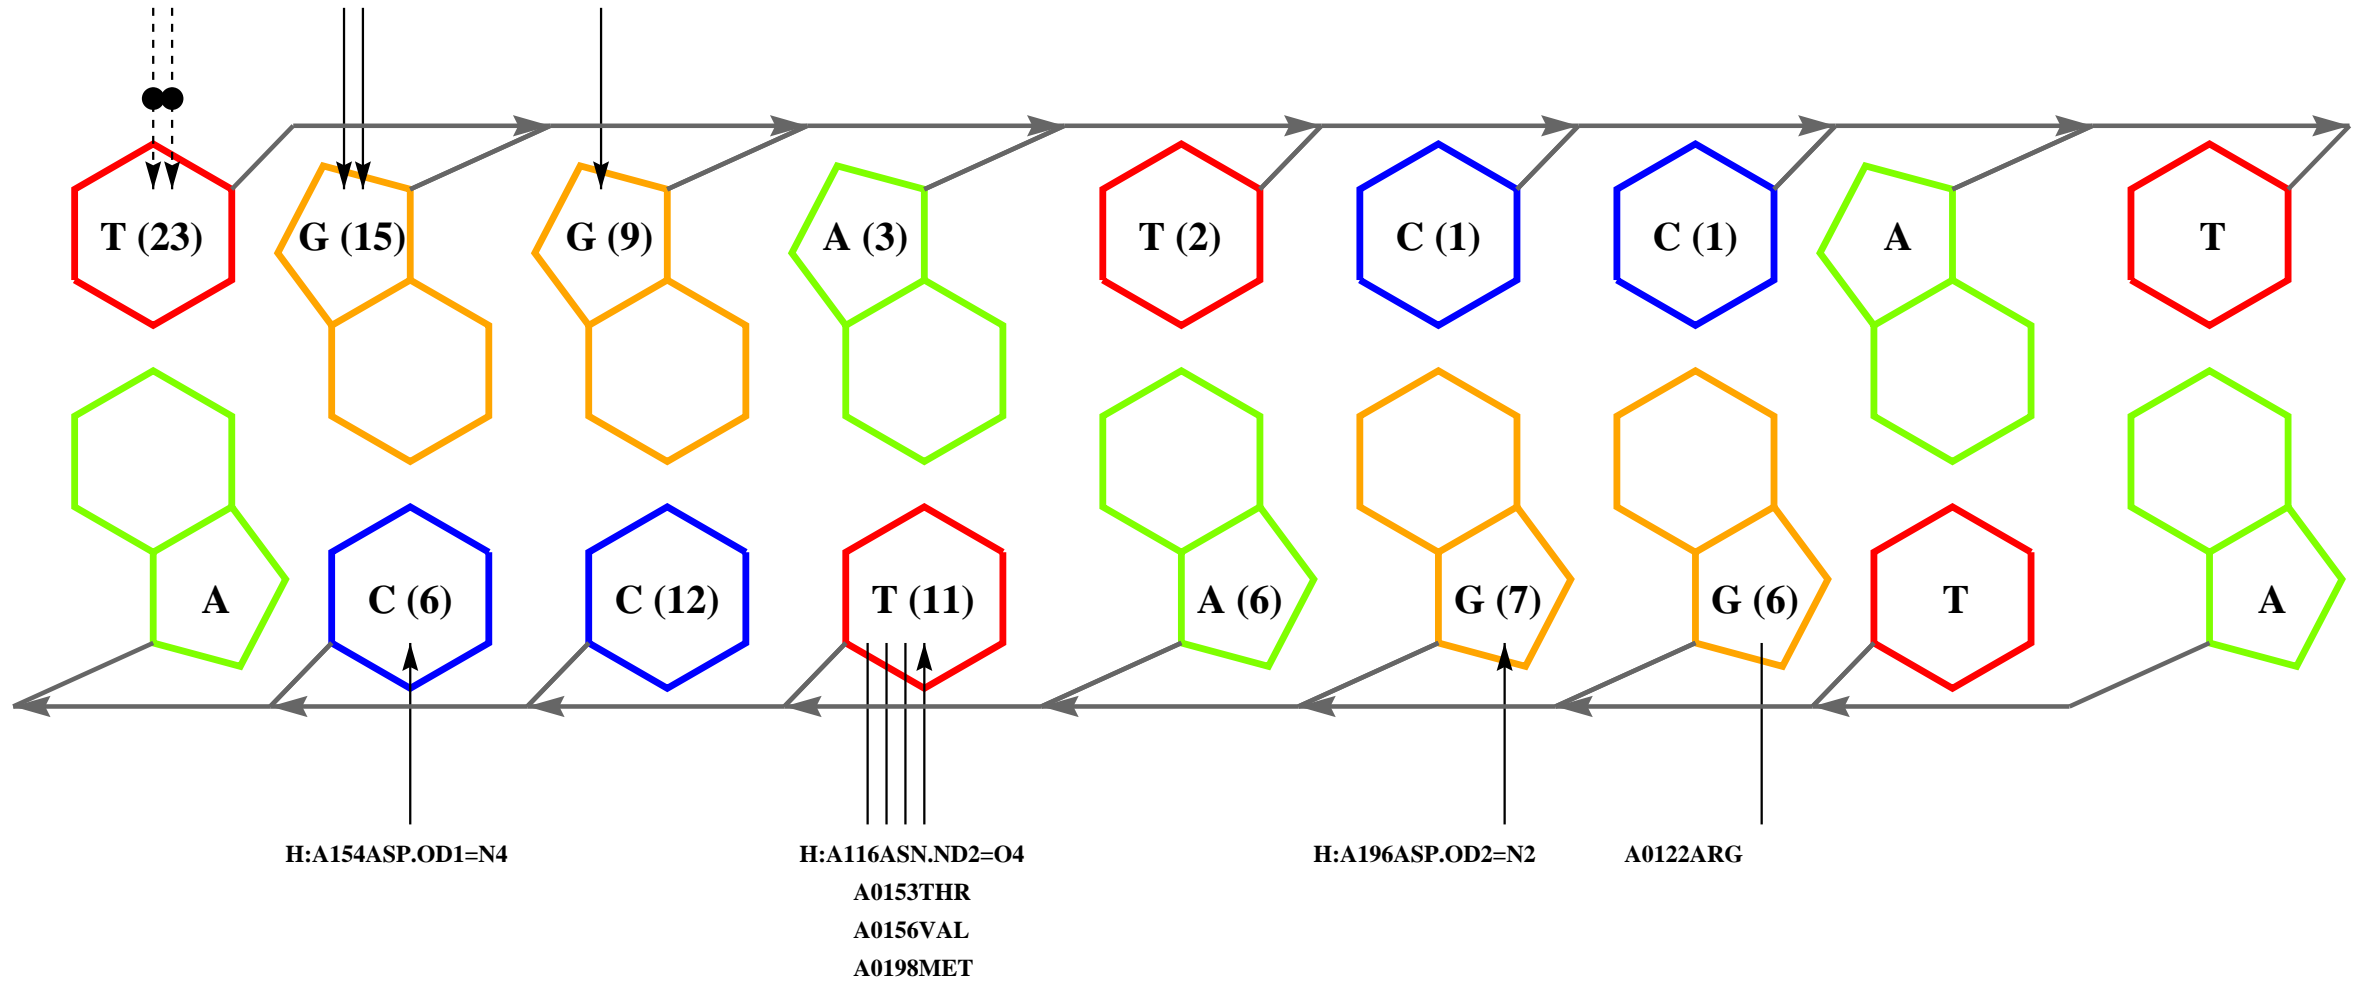 T (23) G (15) G (9) A (3) T (2) C (1) C (1) A T
A C (6) C (12) T (11) A (6) G (7) G (6) T A
H:A154ASP.OD1=N4 H:A116ASN.ND2=O4 H:A196ASP.OD2=N2 A0122ARG
A0153THR
A0156VAL
A0198MET